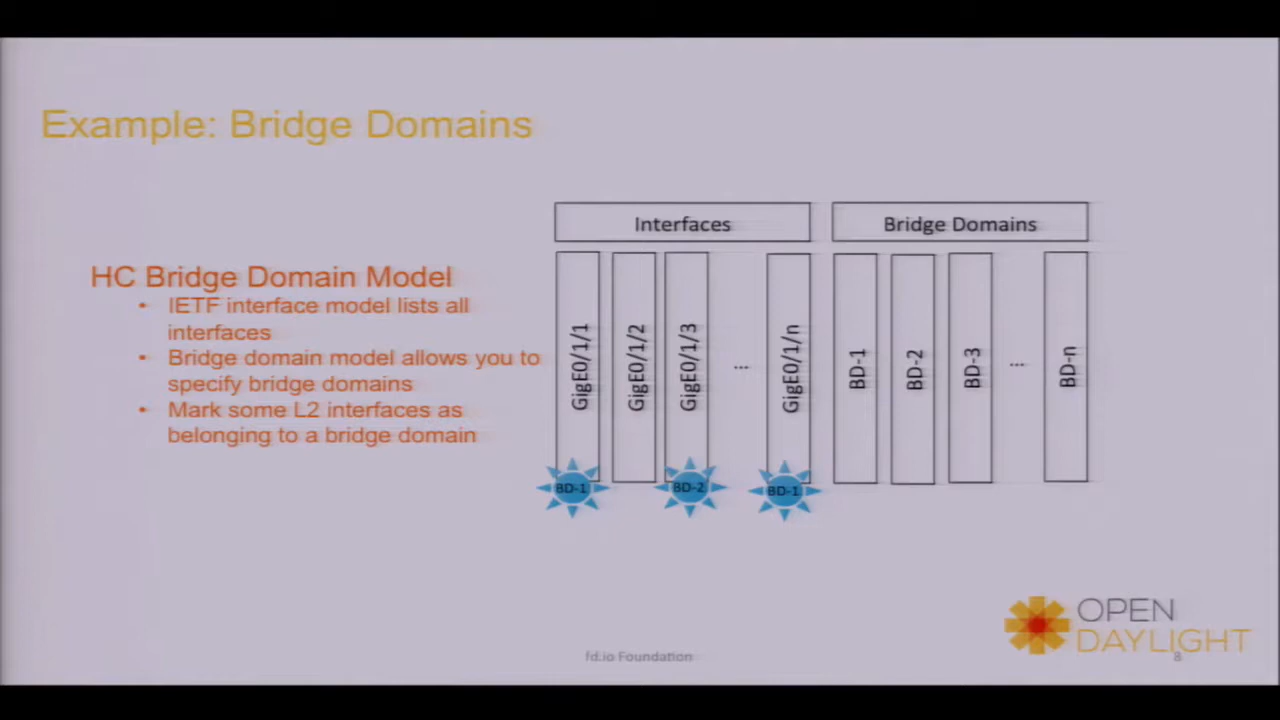 Example: Bridge Domains
HC Bridge Domain Model
• IETF interface model lists all
interfaces
• Bridge domain model allows you to
specify bridge domains
• Mark some L2 interfaces as
belonging to a bridge domain
Interfaces
Bridge Domains
GigE0/1/1
GigE0/1/2
GigE0/1/3
...
GigE0/1/n
BD-1
BD-2
BD-3
...
BD-n
BD-1
BD-2
BD-1
OPEN
DAYLIGHT
fd.io Foundation
8